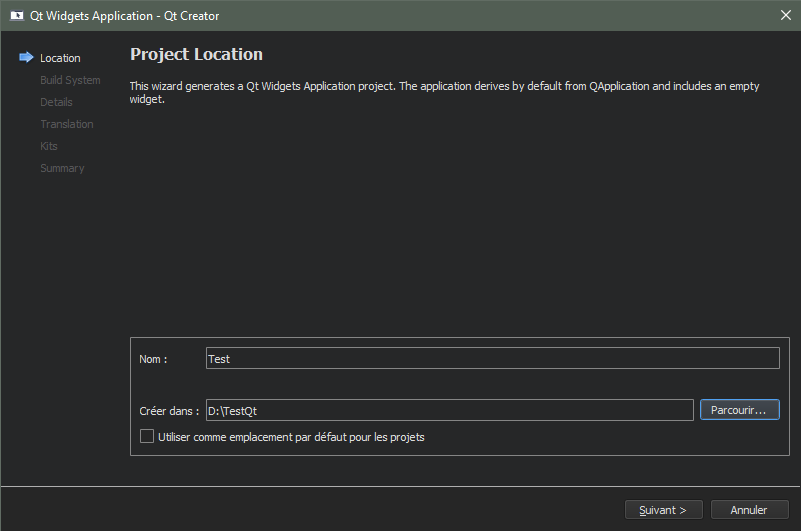 Qt Widgets Application - Qt Creator
Location
Build System
Details
Translation
Kits
Summary
Project Location
This wizard generates a Qt Widgets Application project. The application derives by default from QApplication and includes an empty
widget.
Nom : Test
Créer dans : D:\TestQt Parcourir...
Utiliser comme emplacement par défaut pour les projets
Suivant > Annuler